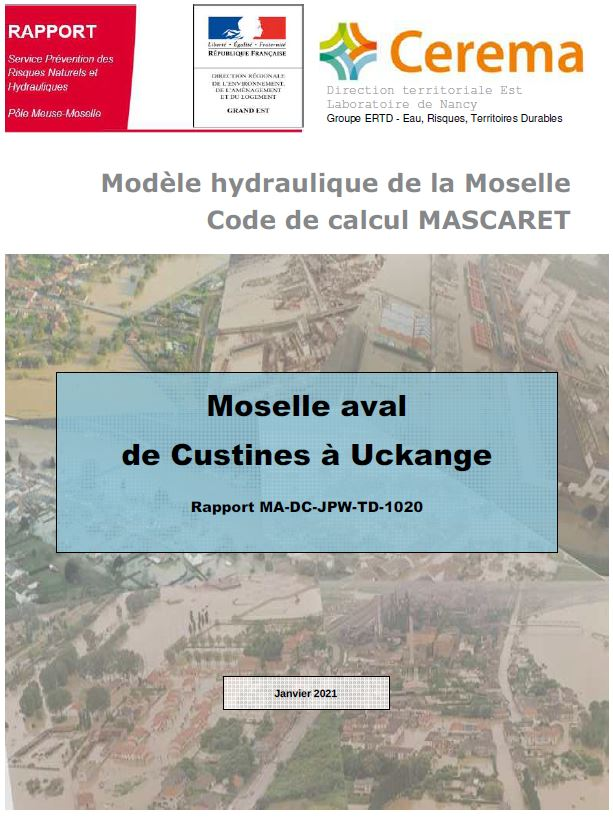 RAPPORT
Service Prévention des
Risques Naturels et
Hydrauliques
Pôle Meuse-Moselle
Liberté • Égalité • Fraternité
RÉPUBLIQUE FRANÇAISE
DIRECTION RÉGIONALE
DE L'ENVIRONNEMENT,
DE L'AMÉNAGEMENT
ET DU LOGEMENT
GRAND EST
Cerema
Direction territoriale Est
Laboratoire de Nancy
Groupe ERTD - Eau, Risques, Territoires Durables
Modèle hydraulique de la Moselle
Code de calcul MASCARET
Moselle aval
de Custines à Uckange
Rapport MA-DC-JPW-TD-1020
Janvier 2021